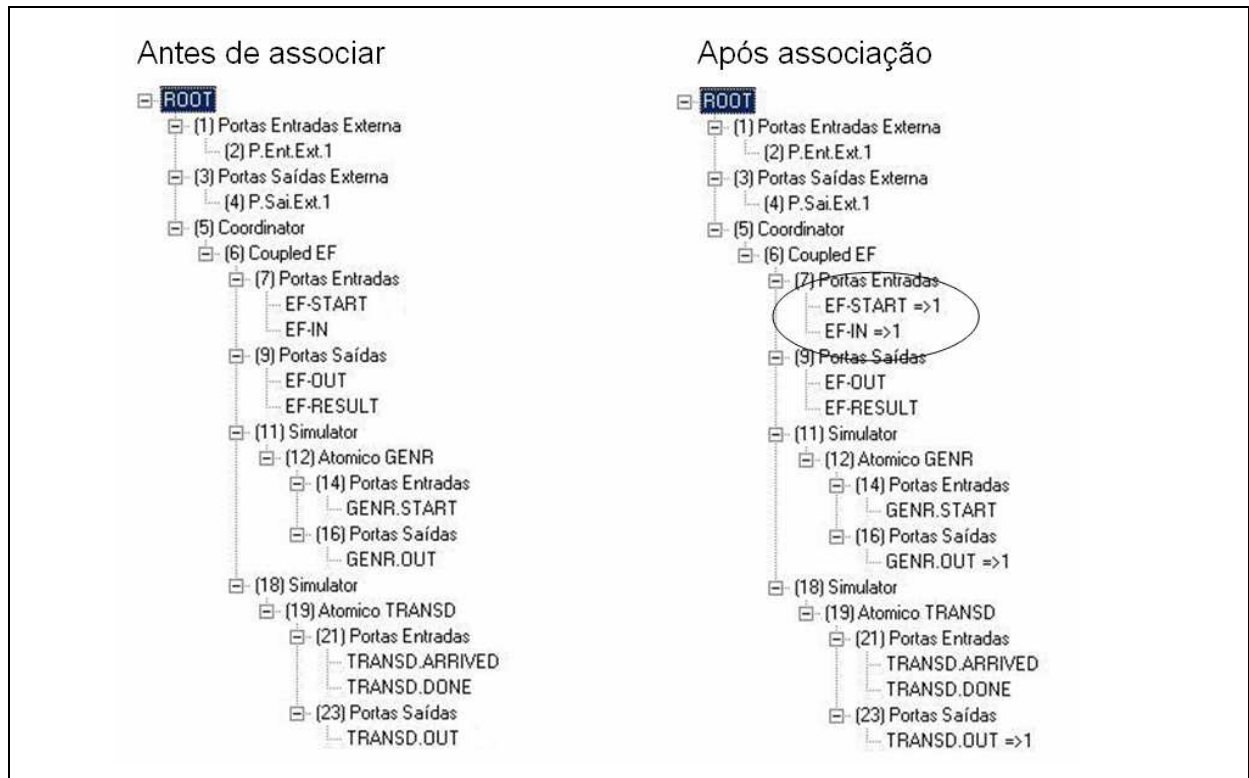 Antes de associar
ROOT
(1) Portas Entradas Externa
(2) P.Ent.Ext.1
(3) Portas Saídas Externa
(4) P.Sai.Ext.1
(5) Coordinator
(6) Coupled EF
(7) Portas Entradas
EF-START
EF-IN
(9) Portas Saídas
EF-OUT
EF-RESULT
(11) Simulator
(12) Atomico GENR
(14) Portas Entradas
GENR.START
(16) Portas Saídas
GENR.OUT
(18) Simulator
(19) Atomico TRANSD
(21) Portas Entradas
TRANSD.ARRIVED
TRANSD.DONE
(23) Portas Saídas
TRANSD.OUT
Após associação
ROOT
(1) Portas Entradas Externa
(2) P.Ent.Ext.1
(3) Portas Saídas Externa
(4) P.Sai.Ext.1
(5) Coordinator
(6) Coupled EF
(7) Portas Entradas
EF-START =>1
EF-IN =>1
(9) Portas Saídas
EF-OUT
EF-RESULT
(11) Simulator
(12) Atomico GENR
(14) Portas Entradas
GENR.START
(16) Portas Saídas
GENR.OUT =>1
(18) Simulator
(19) Atomico TRANSD
(21) Portas Entradas
TRANSD.ARRIVED
TRANSD.DONE
(23) Portas Saídas
TRANSD.OUT =>1